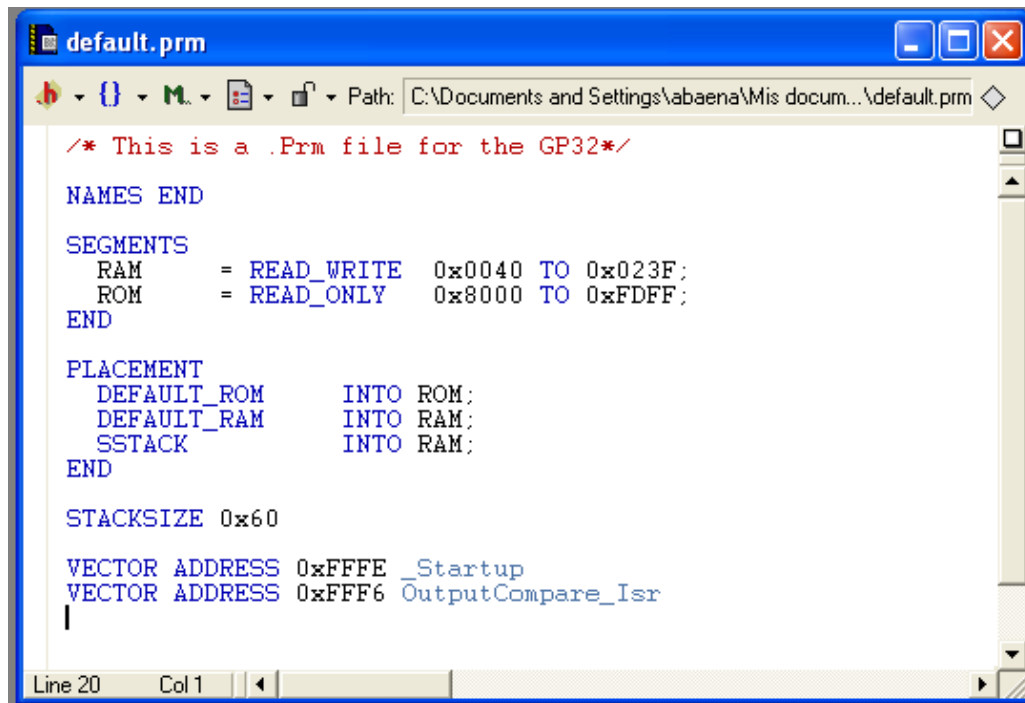 default.prm
Path: C:\Documents and Settings\abaena\Mis docum...\default.prm
/* This is a .Prm file for the GP32*/
NAMES END
SEGMENTS
RAM = READ_WRITE 0x0040 TO 0x023F;
ROM = READ_ONLY 0x8000 TO 0xFDFF;
END
PLACEMENT
DEFAULT_ROM INTO ROM;
DEFAULT_RAM INTO RAM;
SSTACK INTO RAM;
END
STACKSIZE 0x60
VECTOR ADDRESS 0xFFFE _Startup
VECTOR ADDRESS 0xFFF6 OutputCompare_Isr
Line 20 Col 1